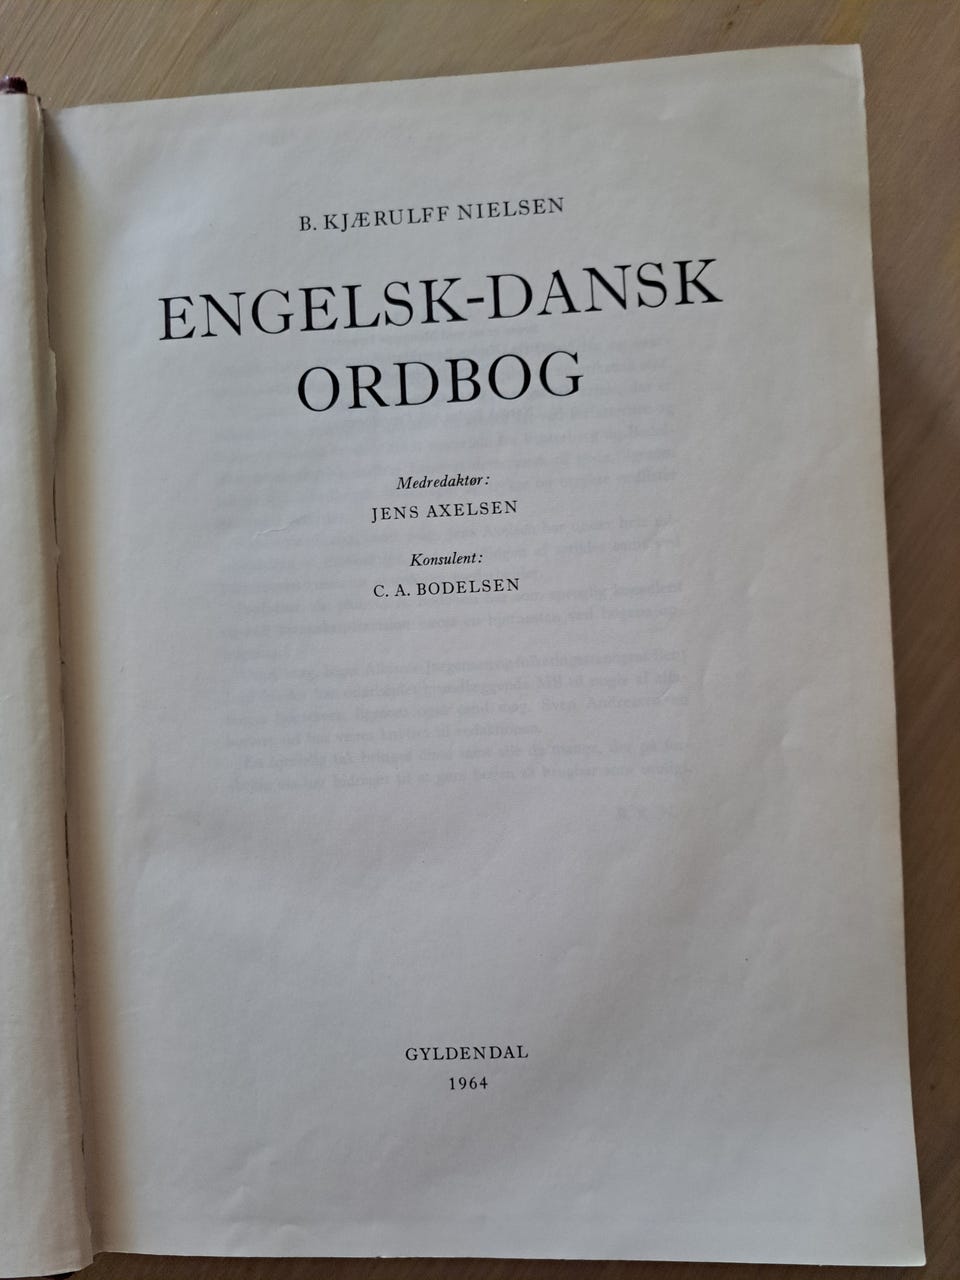 B. KJÆRULFF NIELSEN
ENGELSK-DANSK
ORDBOG
Medredaktør:
JENS AXELSEN
Konsulent:
C. A. BODELSEN
GYLDENDAL
1964